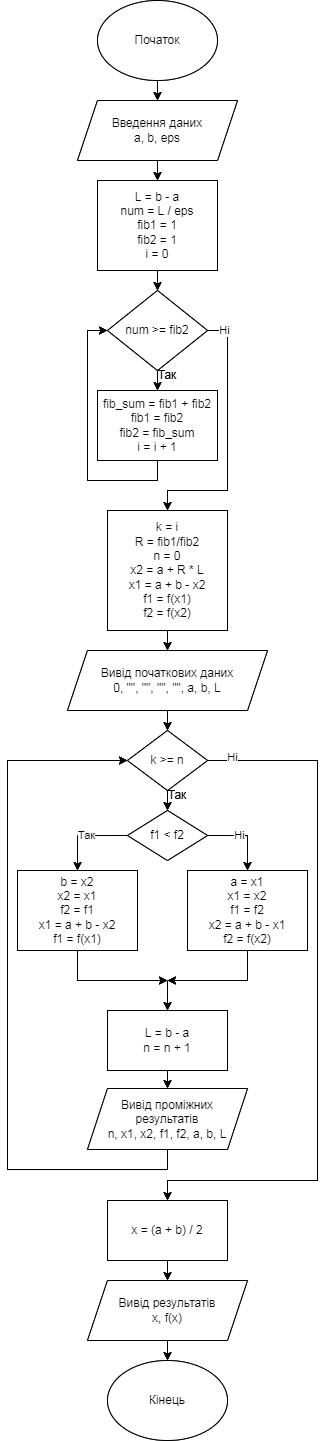 Початок
Введення даних
a, b, eps
L = b - a
num = L / eps
fib1 = 1
fib2 = 1
i = 0
num >= fib2
Ні
Так
fib_sum = fib1 + fib2
fib1 = fib2
fib2 = fib_sum
i = i + 1
k = i
R = fib1/fib2
n = 0
x2 = a + R * L
x1 = a + b - x2
f1 = f(x1)
f2 = f(x2)
Вивід початкових даних
0, "", "", "", "", a, b, L
k >= n
Ні
Так
f1 < f2
Так
Ні
b = x2
x2 = x1
f2 = f1
x1 = a + b - x2
f1 = f(x1)
a = x1
x1 = x2
f1 = f2
x2 = a + b - x1
f2 = f(x2)
L = b - a
n = n + 1
Вивід проміжних
результатів
n, x1, x2, f1, f2, a, b, L
x = (a + b) / 2
Вивід результатів
x, f(x)
Кінець